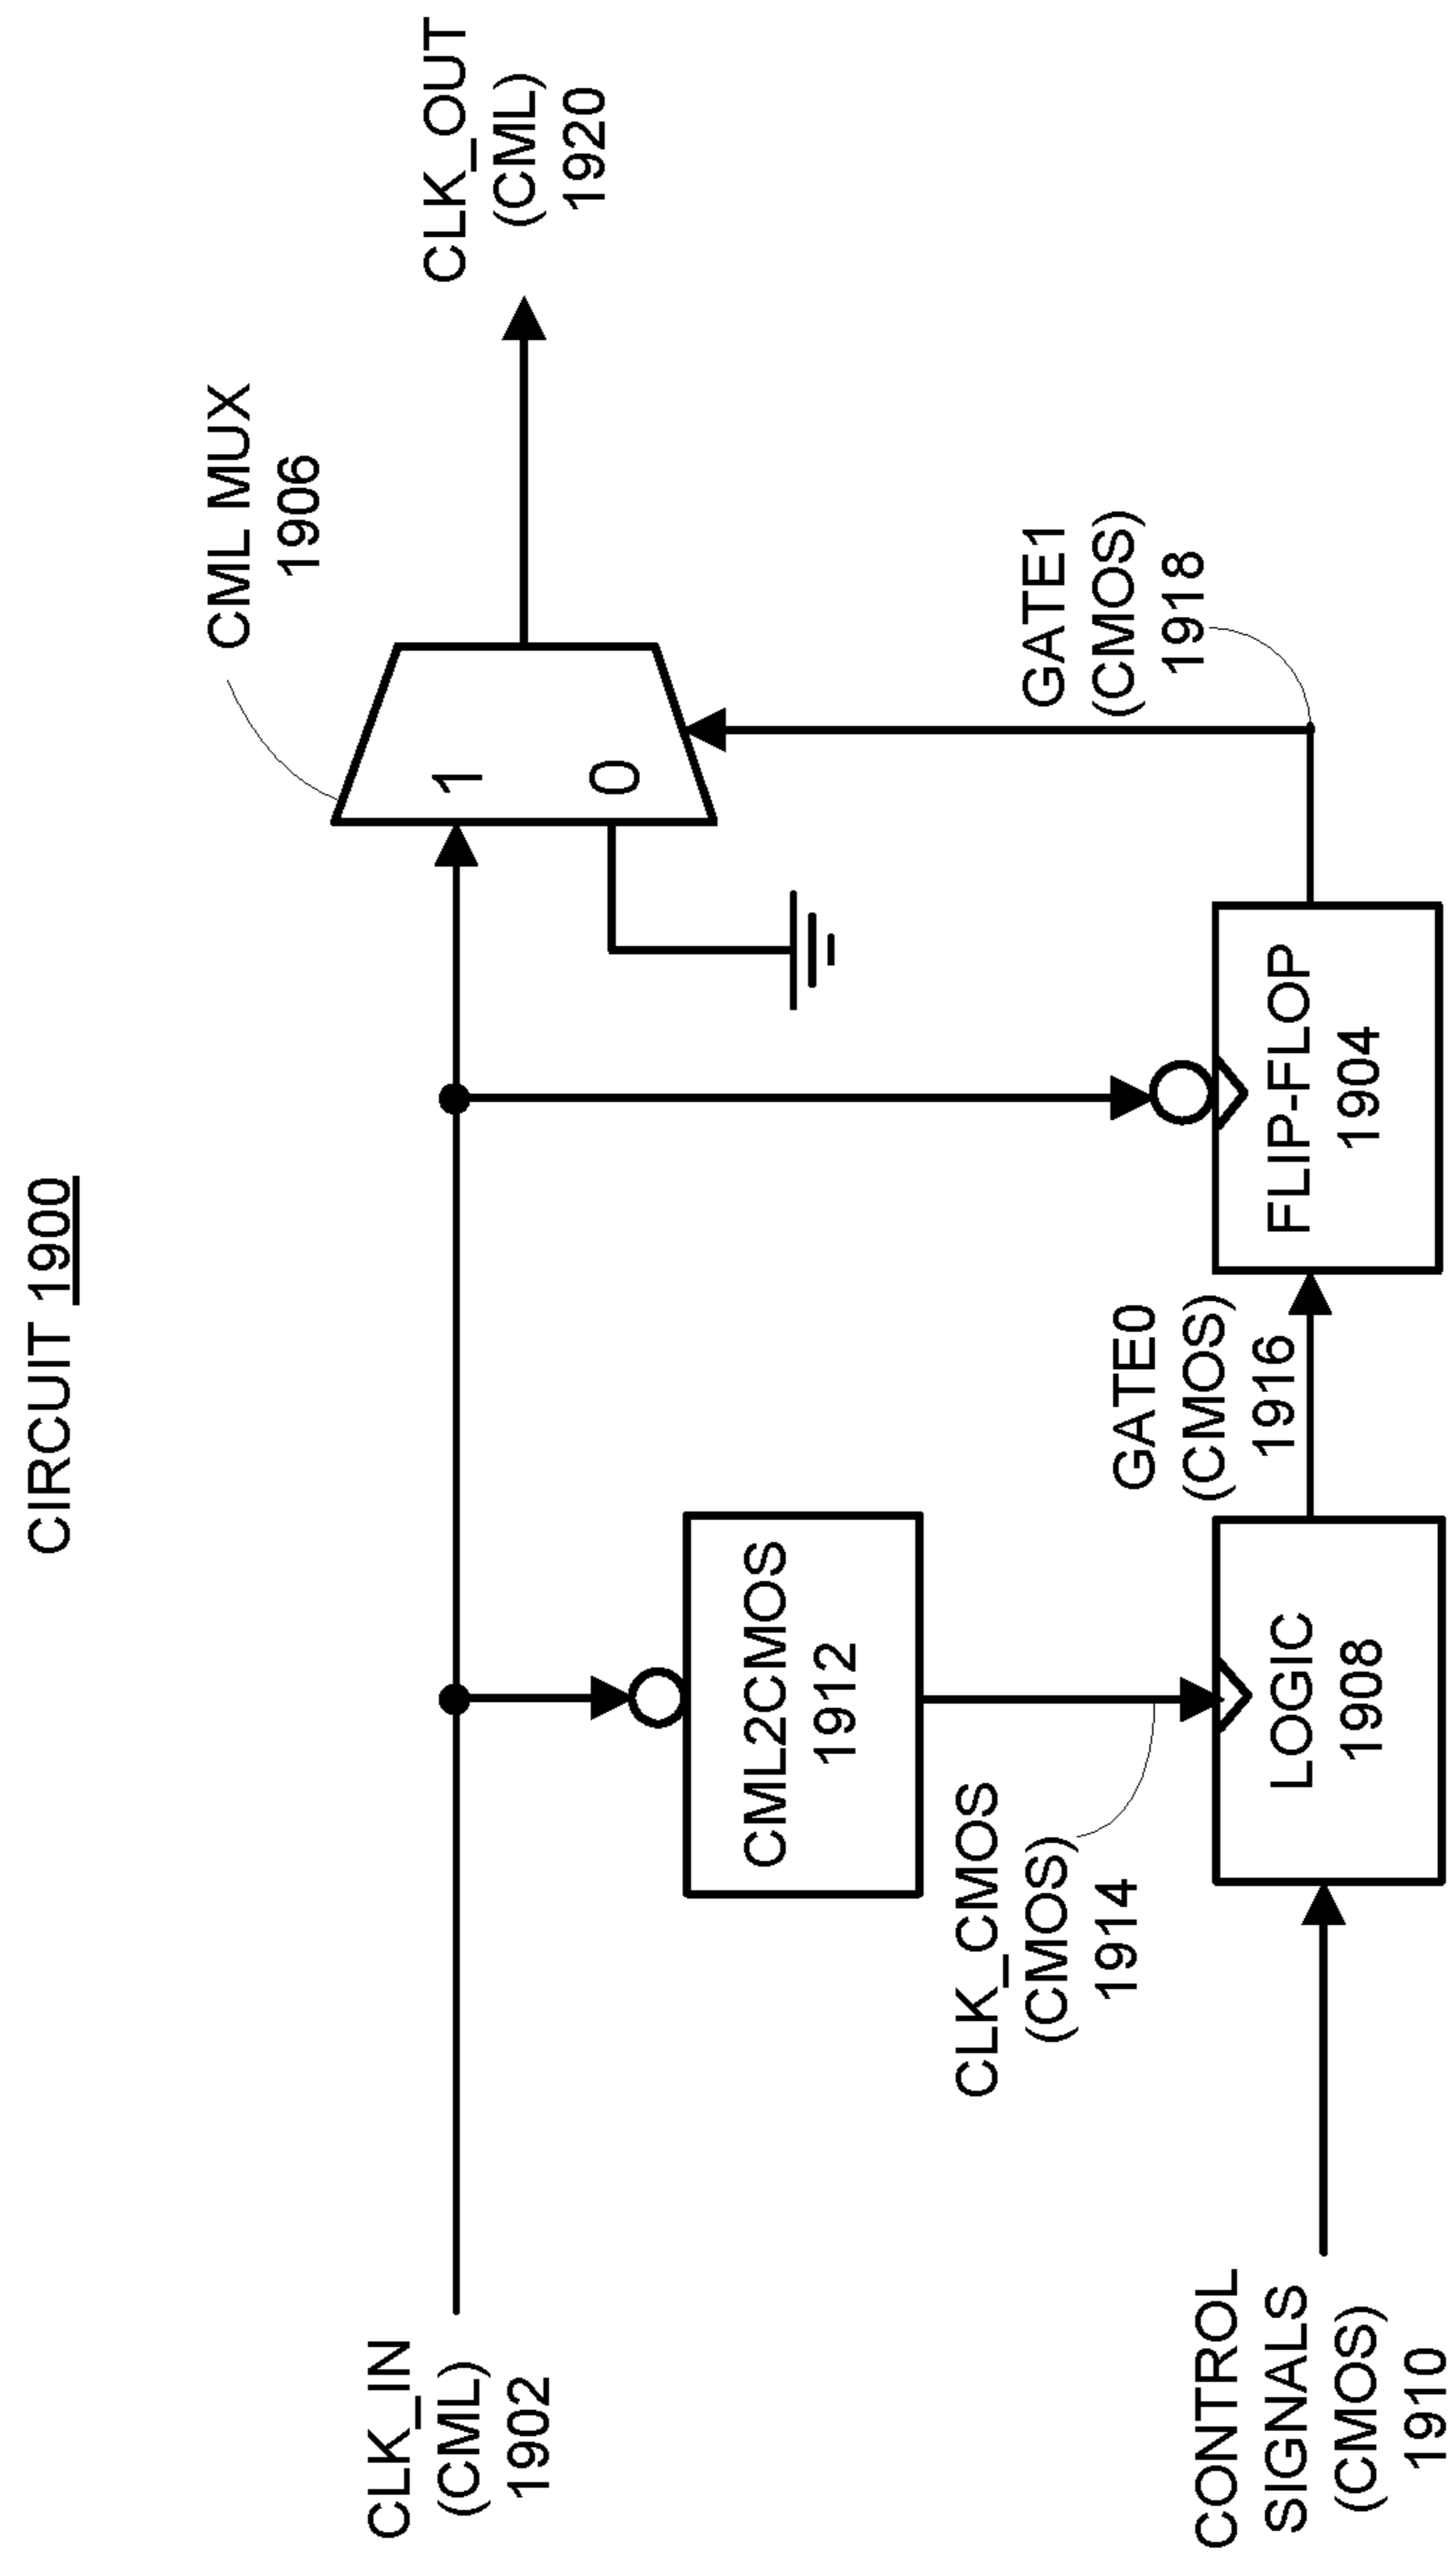 CIRCUIT 1900
CML MUX
1906
CLK_IN
(CML)
1902
1
0
CLK_OUT
(CML)
1920
CML2CMOS
1912
CLK_CMOS
(CMOS)
1914
GATE0
(CMOS)
1916
GATE1
(CMOS)
1918
CONTROL
SIGNALS
(CMOS)
1910
LOGIC
1908
FLIP-FLOP
1904